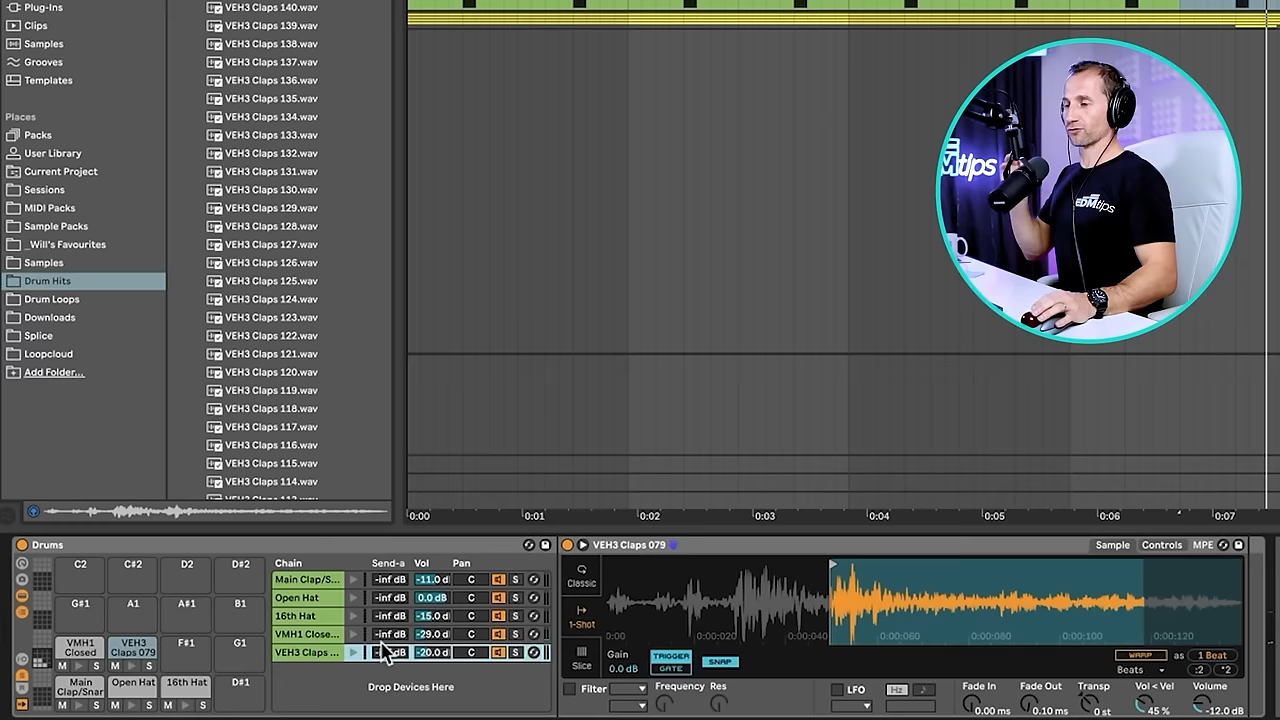 Plug-Ins
Clips
Samples
Grooves
Templates
Places
Packs
User Library
Current Project
Sessions
MIDI Packs
Sample Packs
_Will's Favourites
Samples
Drum Hits
Drum Loops
Downloads
Splice
Loopcloud
Add Folder...
VEH3 Claps 140.wav
VEH3 Claps 139.wav
VEH3 Claps 138.wav
VEH3 Claps 137.wav
VEH3 Claps 136.wav
VEH3 Claps 135.wav
VEH3 Claps 134.wav
VEH3 Claps 133.wav
VEH3 Claps 132.wav
VEH3 Claps 131.wav
VEH3 Claps 130.wav
VEH3 Claps 129.wav
VEH3 Claps 128.wav
VEH3 Claps 127.wav
VEH3 Claps 126.wav
VEH3 Claps 125.wav
VEH3 Claps 124.wav
VEH3 Claps 123.wav
VEH3 Claps 122.wav
VEH3 Claps 121.wav
VEH3 Claps 120.wav
VEH3 Claps 119.wav
VEH3 Claps 118.wav
VEH3 Claps 117.wav
VEH3 Claps 116.wav
VEH3 Claps 115.wav
VEH3 Claps 114.wav
tips
EDMtips
0:00 0:01 0:02 0:03 0:04 0:05 0:06 0:07
Drums
C2 C#2 D2 D#2
G#1 A1 A#1 B1
VMH1 Closed VEH3 Claps 079 F#1 G1
M S M S
Main Clap/Snar Open Hat 16th Hat D#1
M S M S M S
Chain Send-a Vol Pan
Main Clap/S... -inf dB -11.0 d C S
Open Hat -inf dB 0.0 dB C S
16th Hat -inf dB -15.0 d C S
VMH1 Close... -inf dB -29.0 d C S
VEH3 Claps ... dB -20.0 d C S
Drop Devices Here
VEH3 Claps 079
Sample Controls MPE
Classic
1-Shot
Slice
0:00 0:00:020 0:00:040 0:00:060 0:00:080 0:00:100 0:00:120
Gain
0.0 dB
TRIGGER
GATE
SNAP
WARP as 1 Beat
Beats :2 *2
Filter Frequency Res
LFO Hz
Fade In Fade Out Transp Vol < Vel Volume
0.00 ms 0.10 ms 0 st 45 % -12.0 dB